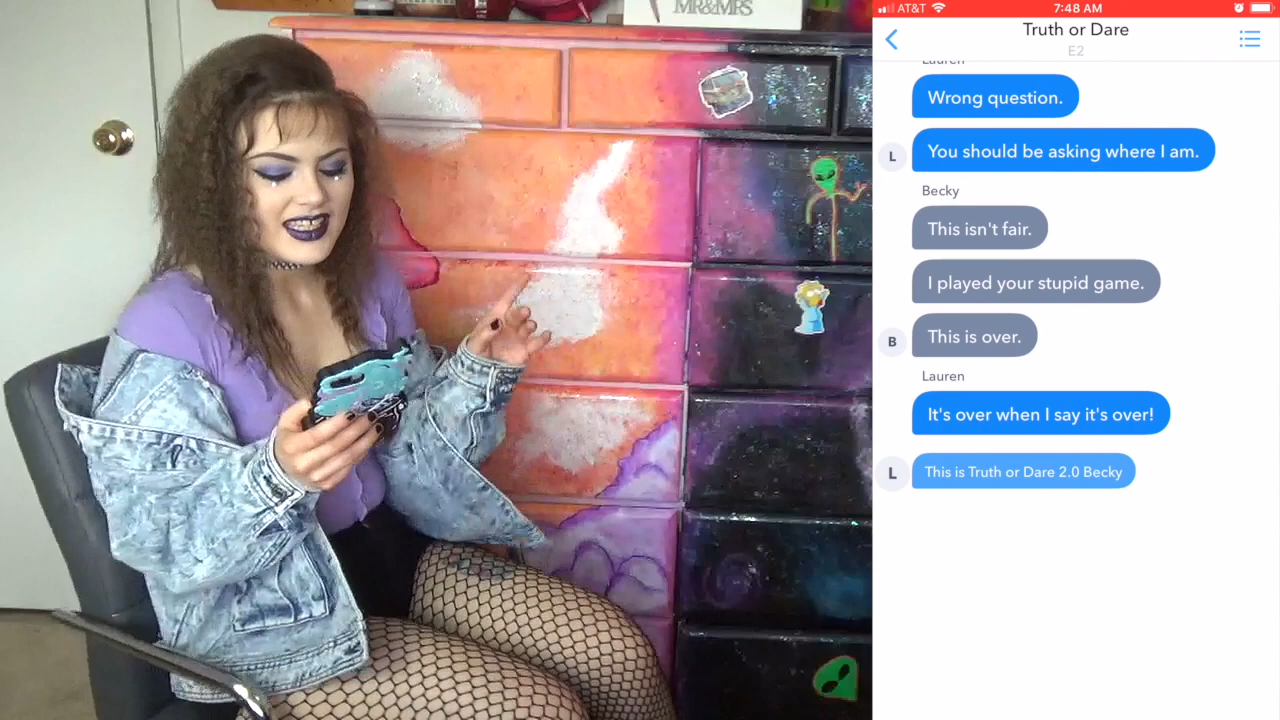 MR&MRS
AT&T
7:48 AM
Truth or Dare
E2
Lauren
Wrong question.
L
You should be asking where I am.
Becky
This isn't fair.
I played your stupid game.
B
This is over.
Lauren
It's over when I say it's over!
L
This is Truth or Dare 2.0 Becky